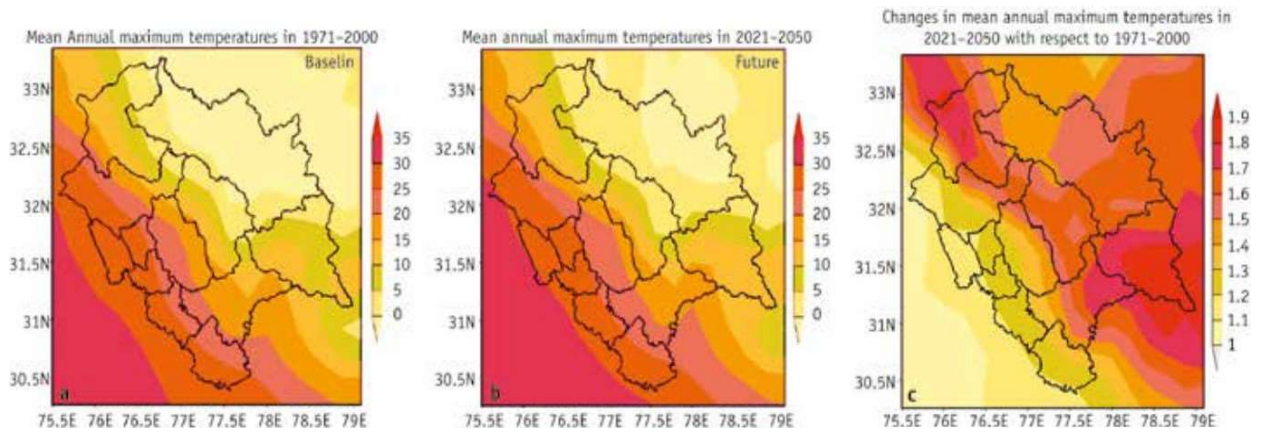 Mean Annual maximum temperatures in 1971-2000
Baselin
33N
32.5N
32N
31.5N
31N
30.5N
75.5E 76E 76.5E 77E 77.5E 78E 78.5E 79E
35
30
25
20
15
10
5
0
a
Mean annual maximum temperatures in 2021-2050
Future
33N
32.5N
32N
31.5N
31N
30.5N
75.5E 76E 76.5E 77E 77.5E 78E 78.5E 79E
35
30
25
20
15
10
5
0
b
Changes in mean annual maximum temperatures in
2021-2050 with respect to 1971-2000
33N
32.5N
32N
31.5N
31N
30.5N
75.5E 76E 76.5E 77E 77.5E 78E 78.5E 79E
1.9
1.8
1.7
1.6
1.5
1.4
1.3
1.2
1.1
1
c